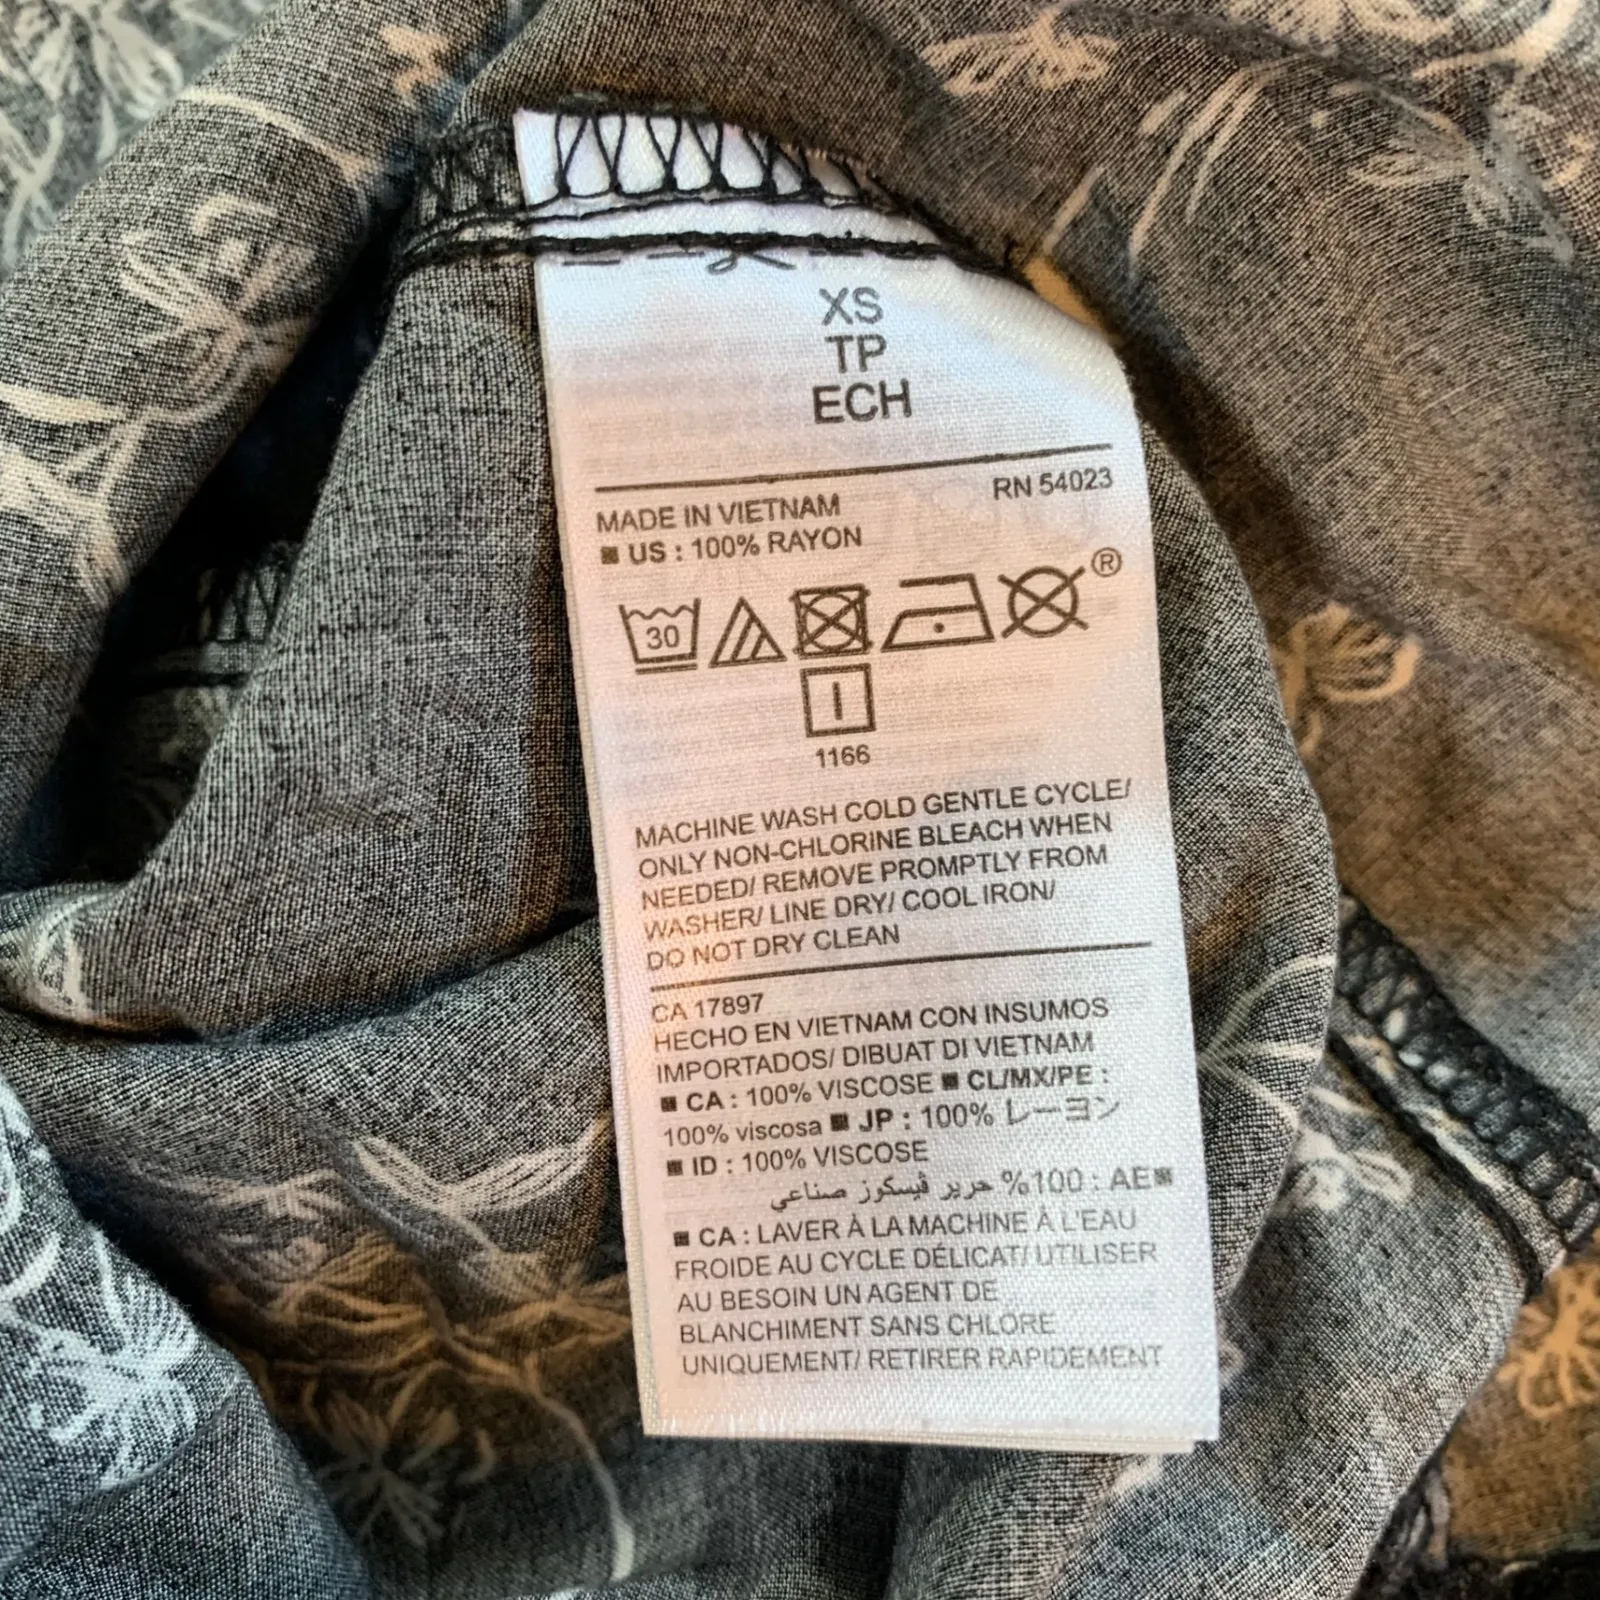 XS
TP
ECH
RN 54023
MADE IN VIETNAM
■ US : 100% RAYON
30
®
1166
MACHINE WASH COLD GENTLE CYCLE/
ONLY NON-CHLORINE BLEACH WHEN
NEEDED/ REMOVE PROMPTLY FROM
WASHER/ LINE DRY/ COOL IRON/
DO NOT DRY CLEAN
CA 17897
HECHO EN VIETNAM CON INSUMOS
IMPORTADOS/ DIBUAT DI VIETNAM
■ CA : 100% VISCOSE ■ CL/MX/PE :
100% viscosa ■ JP : 100% レーヨン
■ ID : 100% VISCOSE
■AE : 100% حرير ڤيسكوز صناعي
■ CA : LAVER À LA MACHINE À L'EAU
FROIDE AU CYCLE DÉLICAT/ UTILISER
AU BESOIN UN AGENT DE
BLANCHIMENT SANS CHLORE
UNIQUEMENT/ RETIRER RAPIDEMENT